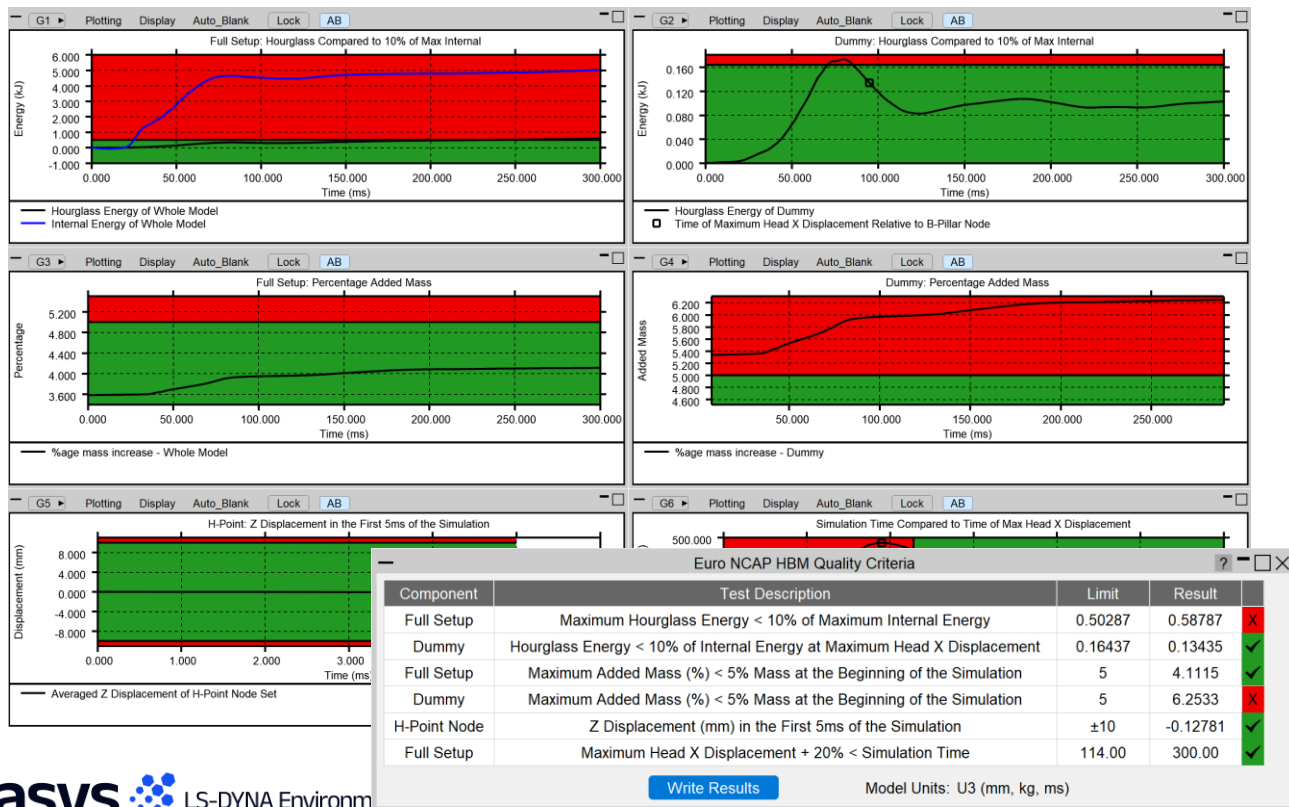 G1 Plotting Display Auto_Blank Lock AB
Full Setup: Hourglass Compared to 10% of Max Internal
Energy (kJ)
6.000
5.000
4.000
3.000
2.000
1.000
0.000
-1.000
0.000 50.000 100.000 150.000 200.000 250.000 300.000
Time (ms)
Hourglass Energy of Whole Model
Internal Energy of Whole Model
G2 Plotting Display Auto_Blank Lock AB
Dummy: Hourglass Compared to 10% of Max Internal
Energy (kJ)
0.160
0.120
0.080
0.040
0.000
0.000 50.000 100.000 150.000 200.000 250.000 300.000
Time (ms)
Hourglass Energy of Dummy
Time of Maximum Head X Displacement Relative to B-Pillar Node
G3 Plotting Display Auto_Blank Lock AB
Full Setup: Percentage Added Mass
Percentage
5.200
4.800
4.400
4.000
3.600
0.000 50.000 100.000 150.000 200.000 250.000 300.000
Time (ms)
%age mass increase - Whole Model
G4 Plotting Display Auto_Blank Lock AB
Dummy: Percentage Added Mass
Added Mass
6.200
6.000
5.800
5.600
5.400
5.200
5.000
4.800
4.600
50.000 100.000 150.000 200.000 250.000
Time (ms)
%age mass increase - Dummy
G5 Plotting Display Auto_Blank Lock AB
H-Point: Z Displacement in the First 5ms of the Simulation
Displacement (mm)
8.000
4.000
0.000
-4.000
-8.000
0.000 1.000 2.000 3.000
Time (ms)
Averaged Z Displacement of H-Point Node Set
G6 Plotting Display Auto_Blank Lock AB
Simulation Time Compared to Time of Max Head X Displacement
500.000
Euro NCAP HBM Quality Criteria ?
Component Test Description Limit Result
Full Setup Maximum Hourglass Energy < 10% of Maximum Internal Energy 0.50287 0.58787 X
Dummy Hourglass Energy < 10% of Internal Energy at Maximum Head X Displacement 0.16437 0.13435 ✓
Full Setup Maximum Added Mass (%) < 5% Mass at the Beginning of the Simulation 5 4.1115 ✓
Dummy Maximum Added Mass (%) < 5% Mass at the Beginning of the Simulation 5 6.2533 X
H-Point Node Z Displacement (mm) in the First 5ms of the Simulation ±10 -0.12781 ✓
Full Setup Maximum Head X Displacement + 20% < Simulation Time 114.00 300.00 ✓
Write Results Model Units: U3 (mm, kg, ms)
asys LS-DYNA Environm